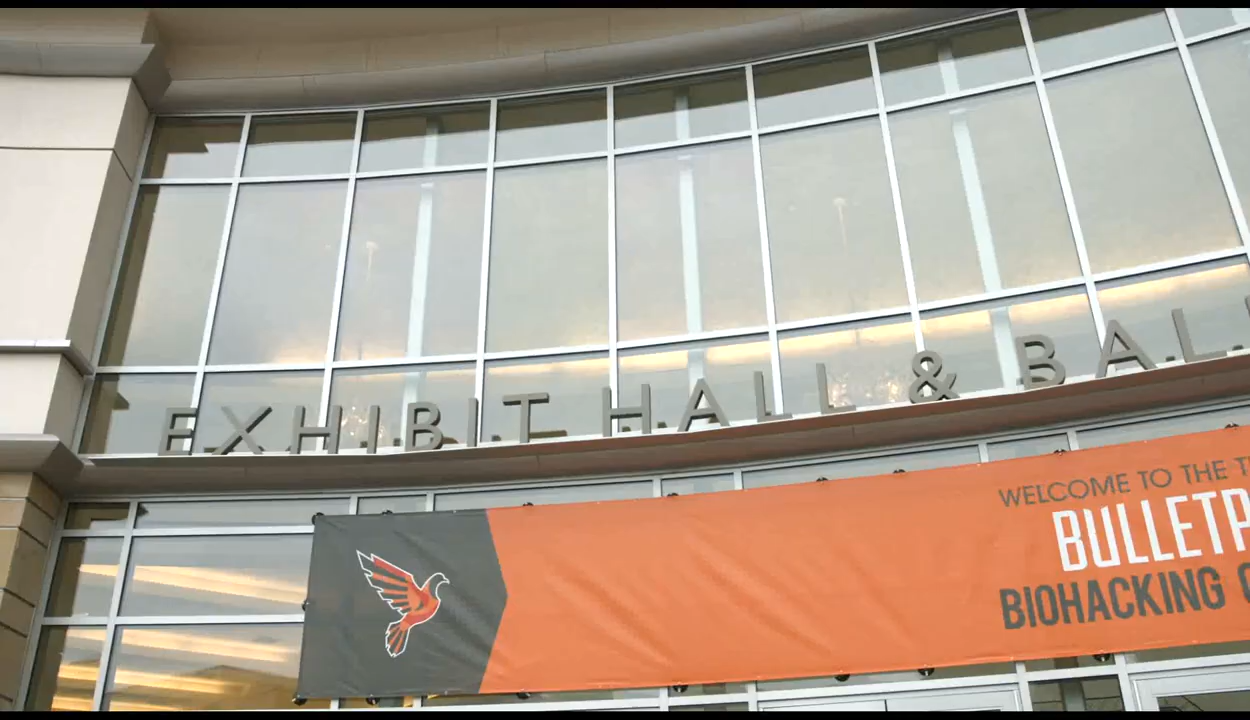 EXHIBIT HALL & BAL
WELCOME TO THE
BULLETP
BIOHACKING